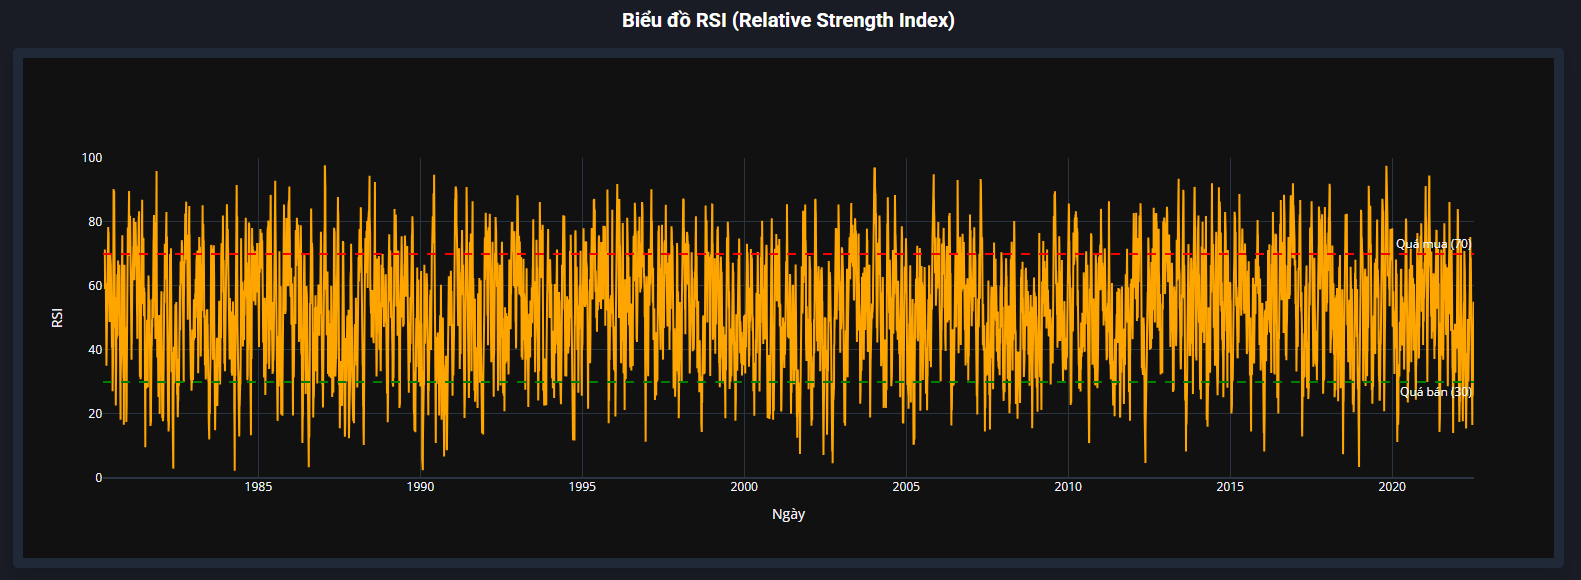 Biểu đồ RSI (Relative Strength Index)
100
80
Quá mua (70)
60
RSI
40
Quá bán (30)
20
0
1985 1990 1995 2000 2005 2010 2015 2020
Ngày